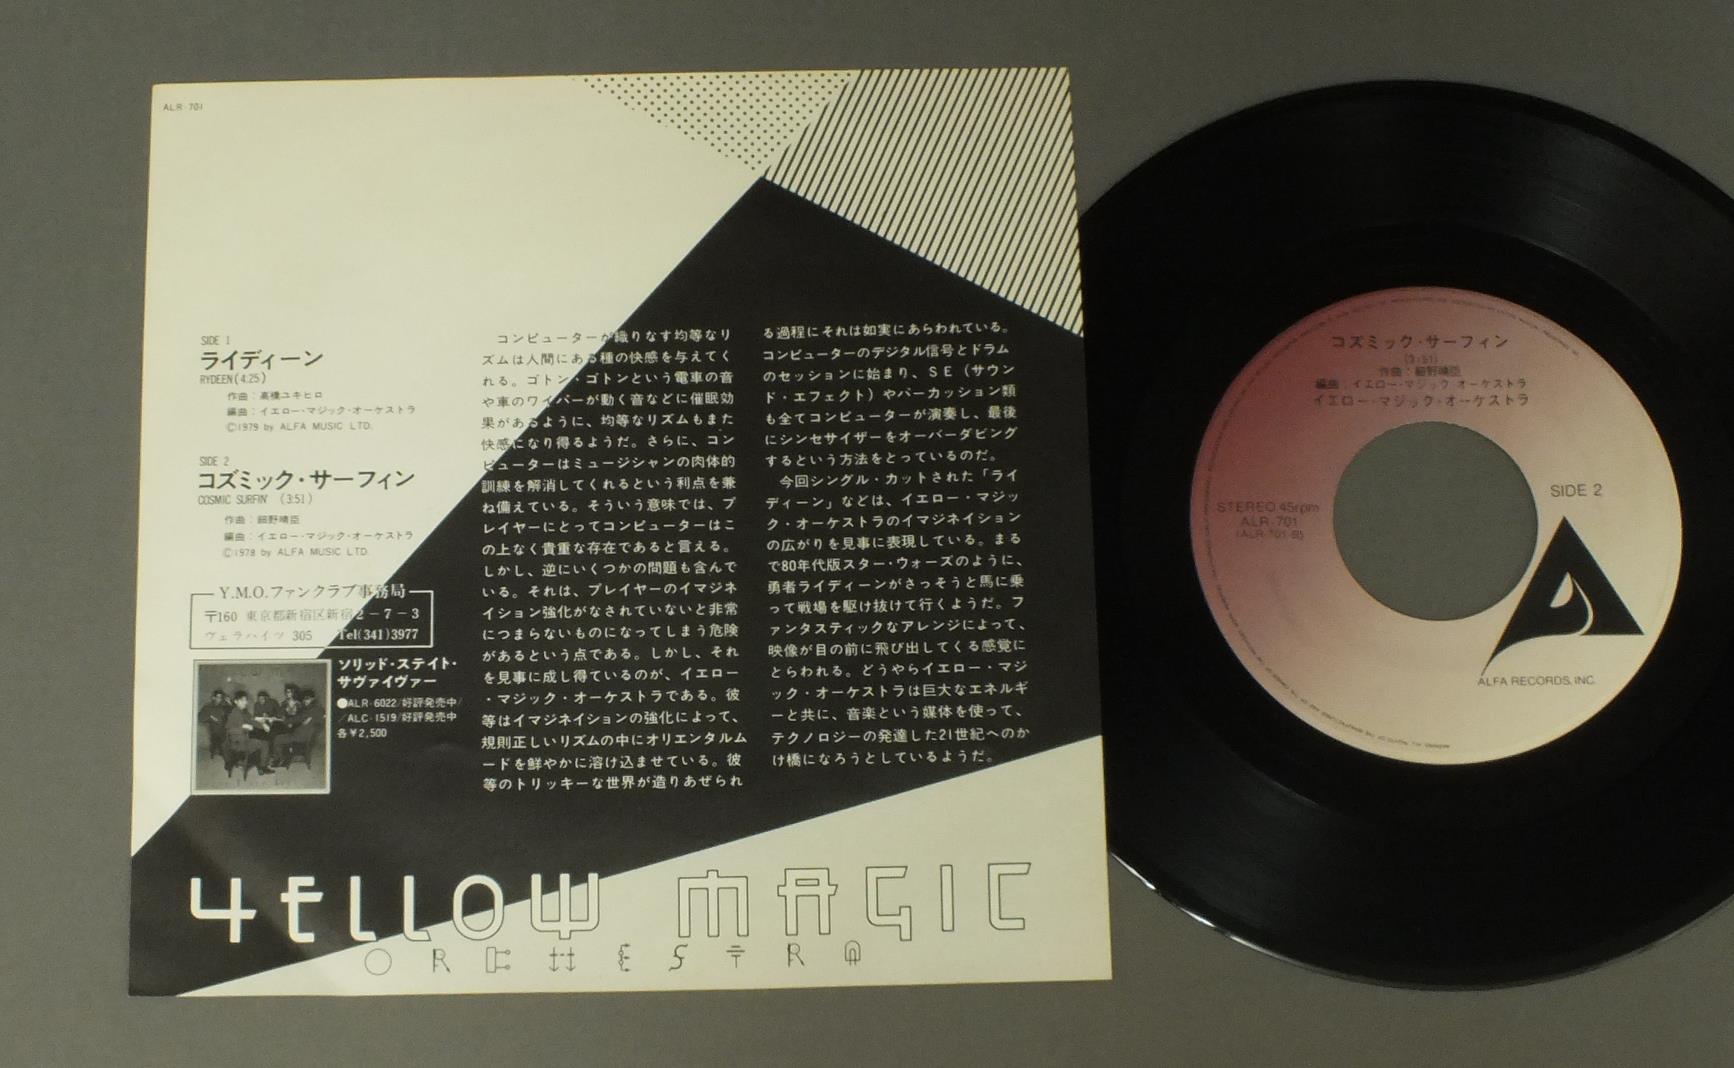 ALR-701
SIDE 1
ライディーン
RYDEEN(4:25)
作曲：高橋ユキヒロ
編曲：イエロー・マジック・オーケストラ
Ⓒ1979 by ALFA MUSIC LTD.
SIDE 2
コズミック・サーフィン
COSMIC SURFIN' (3:51)
作曲：細野晴臣
編曲：イエロー・マジック・オーケストラ
Ⓒ1978 by ALFA MUSIC LTD.
Y.M.O.ファンクラブ事務局
〒160 東京都新宿区新宿2-7-3
ヴェラハイツ 305 Tel(341)3977
ソリッド・ステイト・
サヴァイヴァー
●ALR-6022/好評発売中/
/ALC-1519/好評発売中
各￥2,500
コンピューターが織りなす均等なリ
ズムは人間にある種の快感を与えてく
れる。ゴトン・ゴトンという電車の音
や車のワイパーが動く音などに催眠効
果があるように、均等なリズムもまた
快感になり得るようだ。さらに、コン
ピューターはミュージシャンの肉体的
訓練を解消してくれるという利点を兼
ね備えている。そういう意味では、プ
レイヤーにとってコンピューターはこ
の上なく貴重な存在であると言える。
しかし、逆にいくつかの問題も含んで
いる。それは、プレイヤーのイマジネ
イション強化がなされていないと非常
につまらないものになってしまう危険
があるという点である。しかし、それ
を見事に成し得ているのが、イエロー
・マジック・オーケストラである。彼
等はイマジネイションの強化によって、
規則正しいリズムの中にオリエンタルム
ードを鮮やかに溶け込ませている。彼
等のトリッキーな世界が造りあげられ
る過程にそれは如実にあらわれている。
コンピューターのデジタル信号とドラム
のセッションに始まり、SE（サウン
ド・エフェクト）やパーカッション類
も全てコンピューターが演奏し、最後
にシンセサイザーをオーバーダビング
するという方法をとっているのだ。
今回シングル・カットされた「ライ
ディーン」などは、イエロー・マジッ
ク・オーケストラのイマジネイション
の広がりを見事に表現している。まる
で80年代版スター・ウォーズのように、
勇者ライディーンがさっそうと馬に乗
って戦場を駆け抜けて行くようだ。フ
ァンタスティックなアレンジによって、
映像が目の前に飛び出してくる感覚に
とらわれる。どうやらイエロー・マジ
ック・オーケストラは巨大なエネルギ
ーと共に、音楽という媒体を使って、
テクノロジーの発達した21世紀へのか
け橋になろうとしているようだ。
YELLOW MAGIC
ORCHESTRA
コズミック・サーフィン
(3:51)
作曲：細野晴臣
編曲：イエロー・マジック・オーケストラ
イエロー・マジック・オーケストラ
STEREO 45rpm
ALR-701
(ALR-701-B)
SIDE 2
ALFA RECORDS, INC.